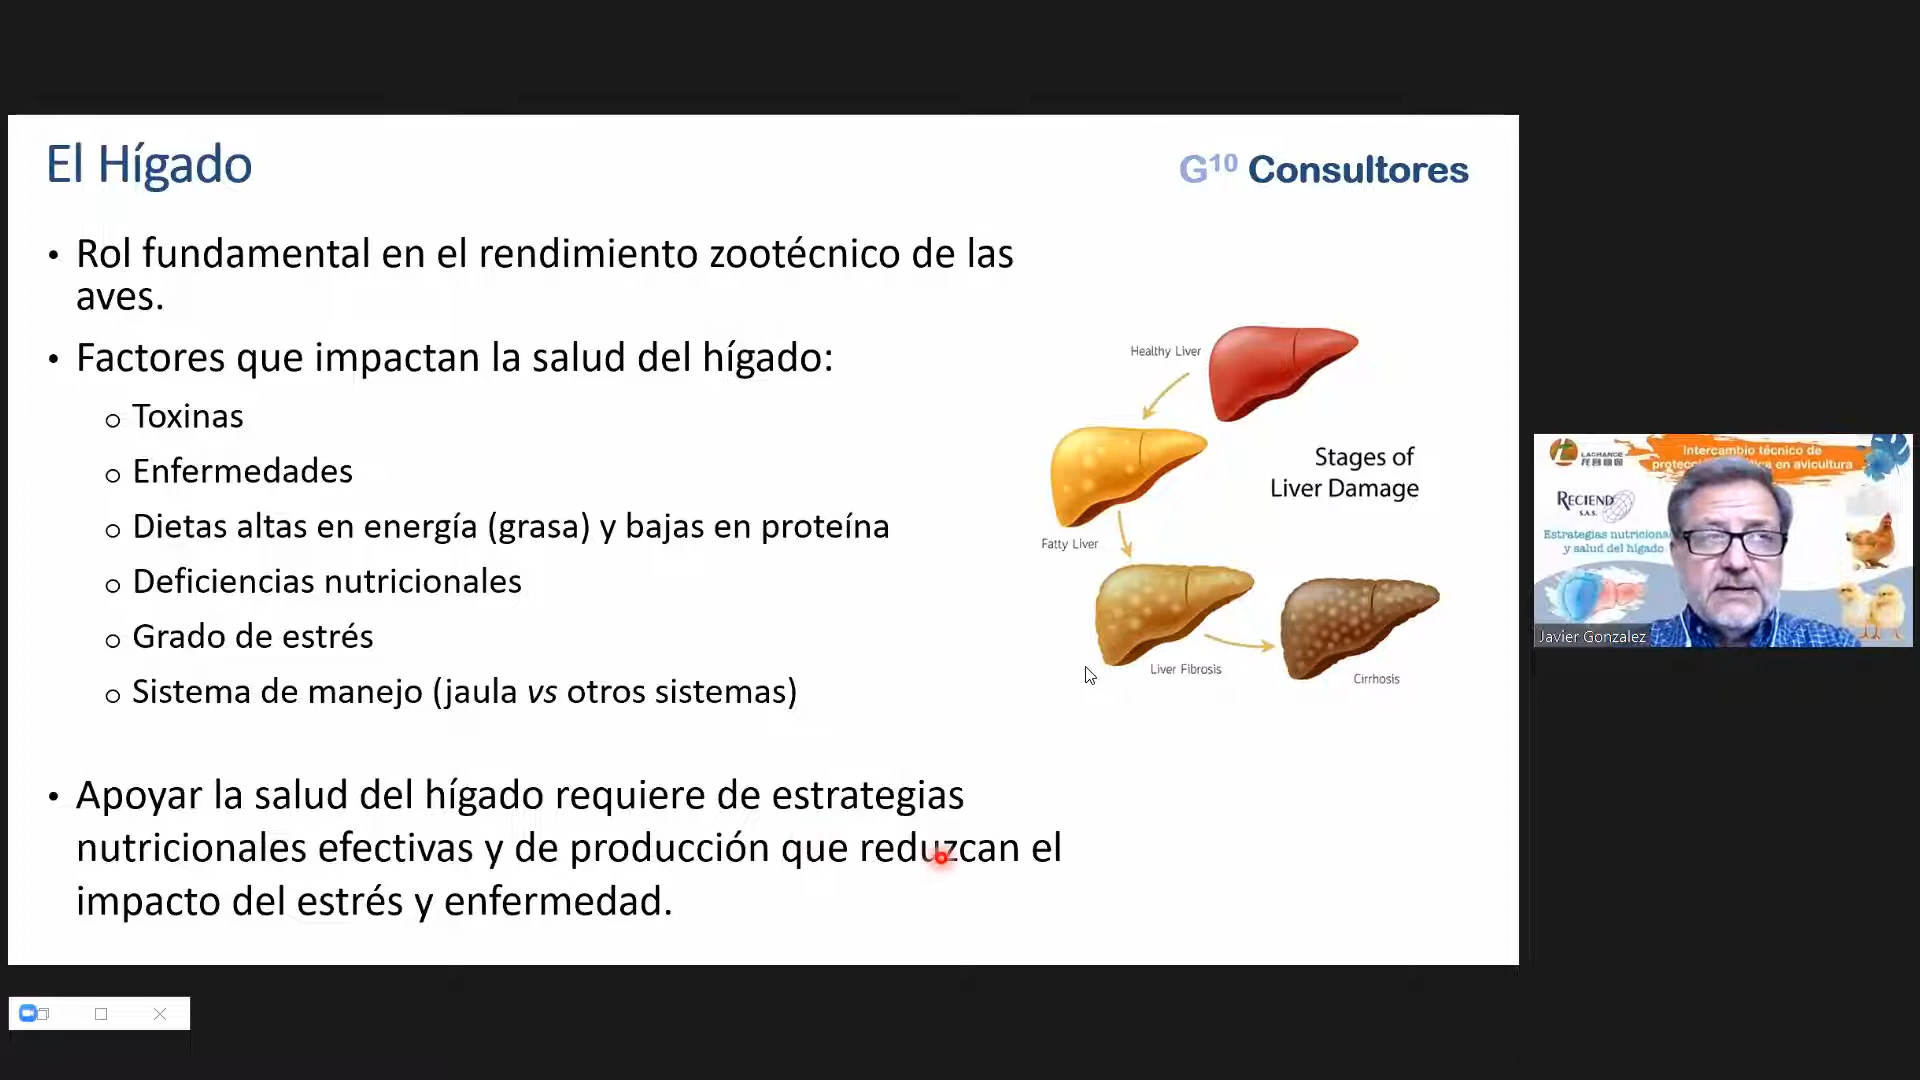 El Hígado
G¹⁰ Consultores
• Rol fundamental en el rendimiento zootécnico de las
aves.
• Factores que impactan la salud del hígado:
o Toxinas
o Enfermedades
o Dietas altas en energía (grasa) y bajas en proteína
o Deficiencias nutricionales
o Grado de estrés
o Sistema de manejo (jaula vs otros sistemas)
• Apoyar la salud del hígado requiere de estrategias
nutricionales efectivas y de producción que reduzcan el
impacto del estrés y enfermedad.
Healthy Liver
Stages of
Liver Damage
Fatty Liver
Liver Fibrosis
Cirrhosis
LACHANCE
Intercambio técnico de
en avicultura
RECIEND
S.A.S.
Estrategias
y salud del hígado
Javier Gonzalez